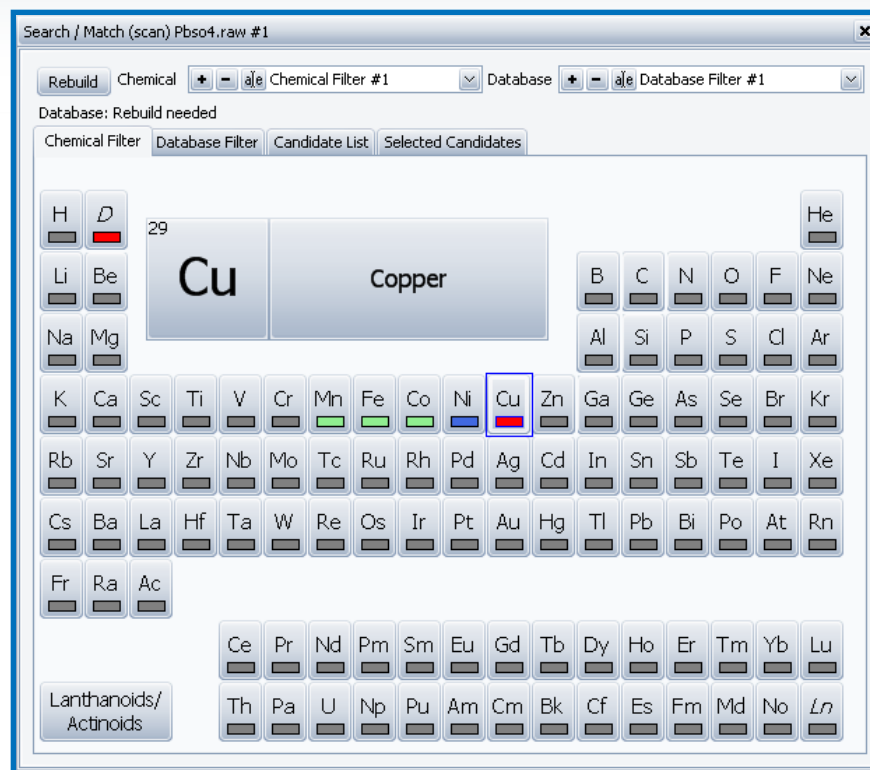 Search / Match (scan) Pbso4.raw #1
Rebuild Chemical + - a/e Chemical Filter #1 Database + - a/e Database Filter #1
Database: Rebuild needed
Chemical Filter Database Filter Candidate List Selected Candidates
H D He
29
Cu Copper
Li Be B C N O F Ne
Na Mg Al Si P S Cl Ar
K Ca Sc Ti V Cr Mn Fe Co Ni Cu Zn Ga Ge As Se Br Kr
Rb Sr Y Zr Nb Mo Tc Ru Rh Pd Ag Cd In Sn Sb Te I Xe
Cs Ba La Hf Ta W Re Os Ir Pt Au Hg Tl Pb Bi Po At Rn
Fr Ra Ac
Ce Pr Nd Pm Sm Eu Gd Tb Dy Ho Er Tm Yb Lu
Lanthanoids/
Actinoids
Th Pa U Np Pu Am Cm Bk Cf Es Fm Md No Ln